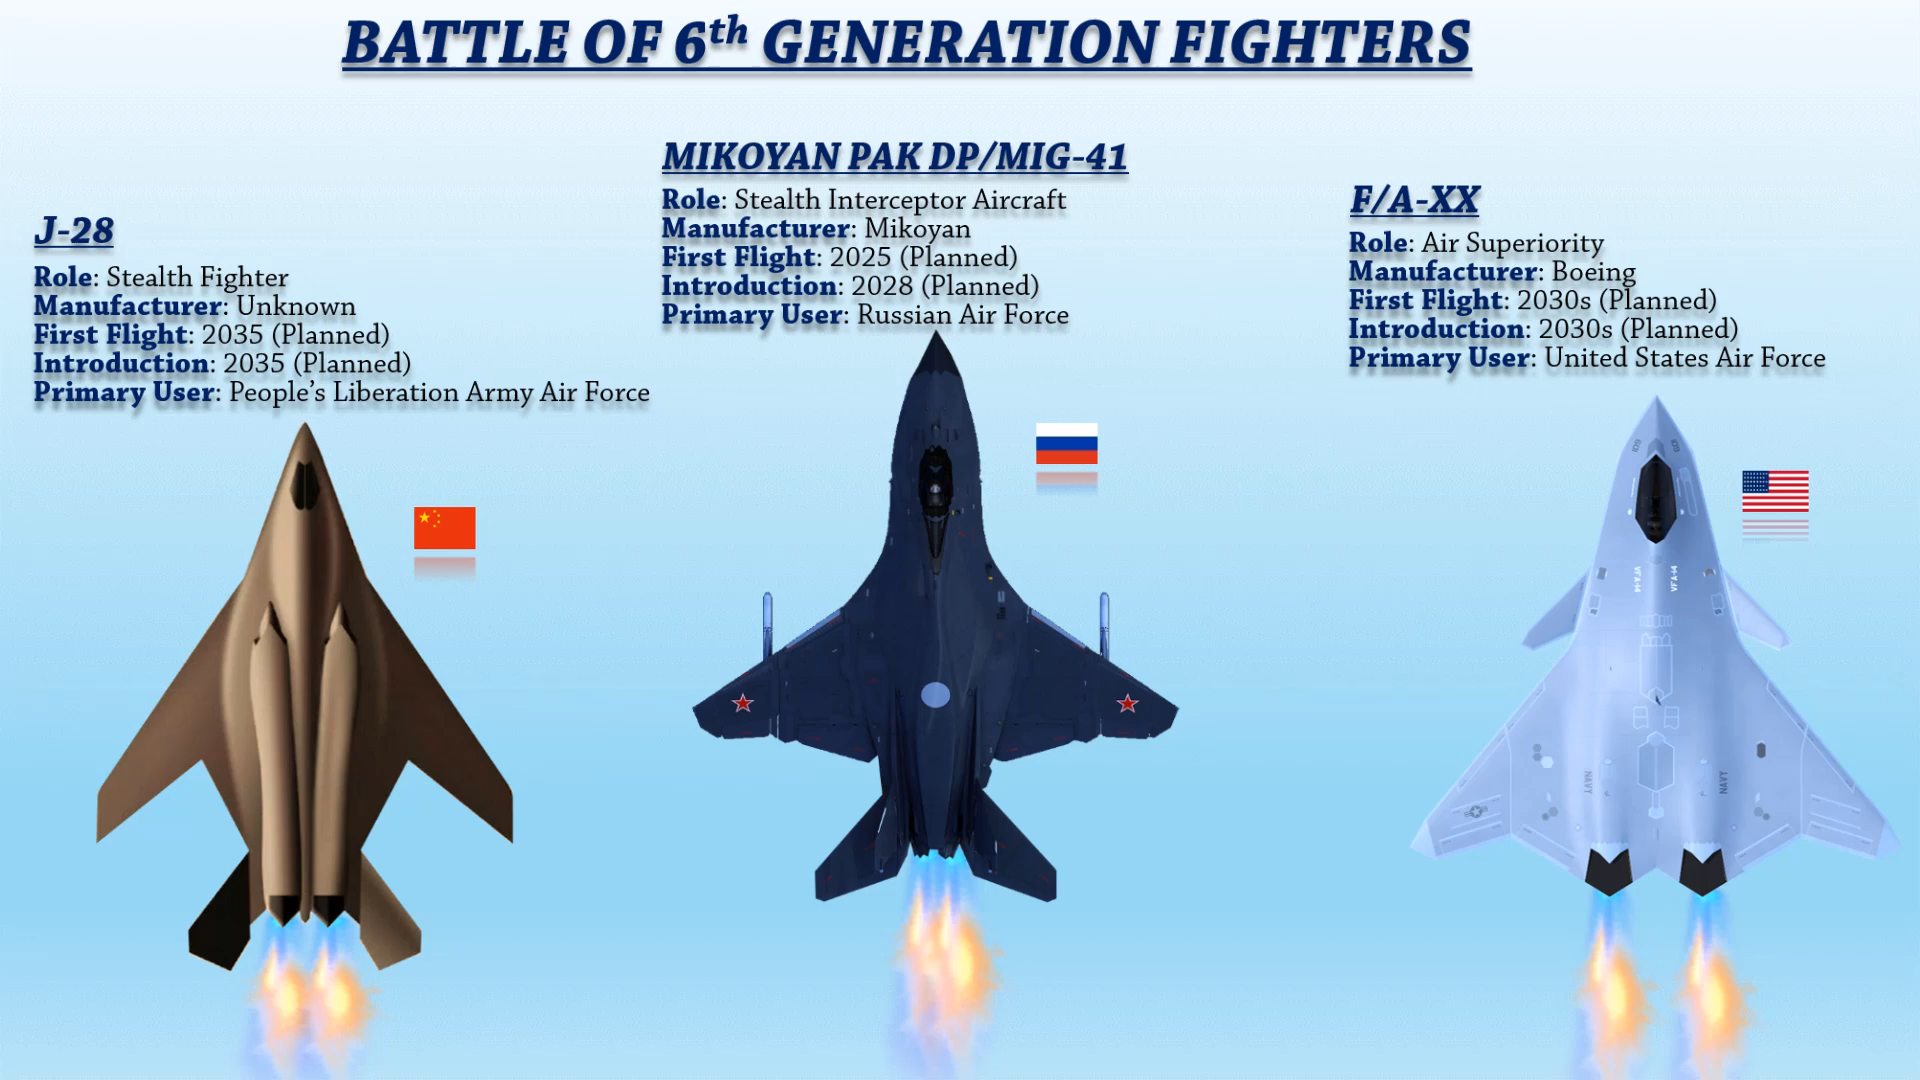 BATTLE OF 6th GENERATION FIGHTERS
J-28
Role: Stealth Fighter
Manufacturer: Unknown
First Flight: 2035 (Planned)
Introduction: 2035 (Planned)
Primary User: People’s Liberation Army Air Force
MIKOYAN PAK DP/MIG-41
Role: Stealth Interceptor Aircraft
Manufacturer: Mikoyan
First Flight: 2025 (Planned)
Introduction: 2028 (Planned)
Primary User: Russian Air Force
F/A-XX
Role: Air Superiority
Manufacturer: Boeing
First Flight: 2030s (Planned)
Introduction: 2030s (Planned)
Primary User: United States Air Force
VFA-14
NAVY
NAVY